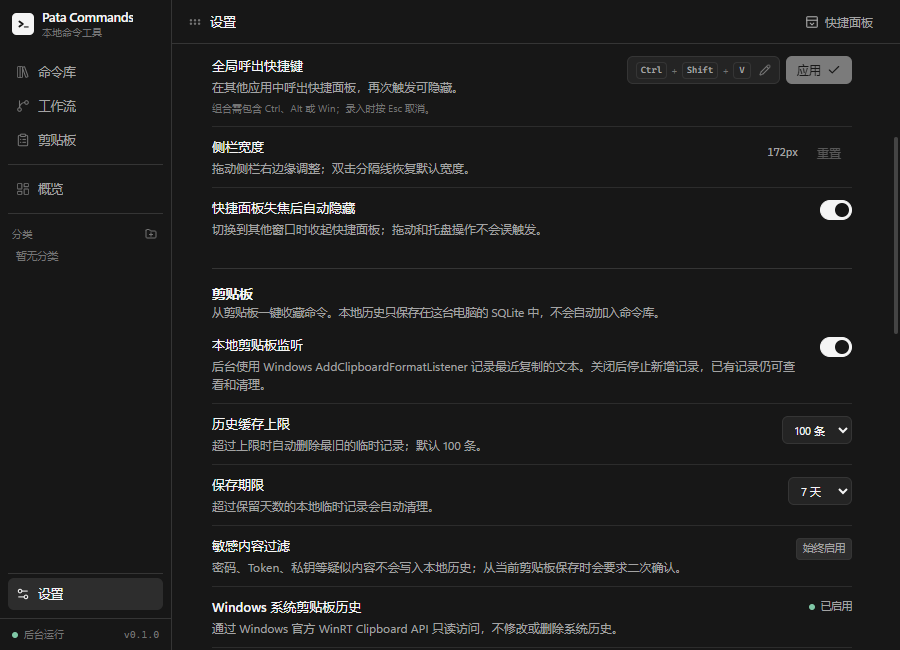 Pata Commands
本地命令工具
命令库
工作流
剪贴板
概览
分类
暂无分类
设置
后台运行
v0.1.0
设置
快捷面板
全局呼出快捷键
在其他应用中呼出快捷面板，再次触发可隐藏。
组合需包含 Ctrl、Alt 或 Win；录入时按 Esc 取消。
Ctrl + Shift + V
应用
侧栏宽度
拖动侧栏右边缘调整；双击分隔线恢复默认宽度。
172px
重置
快捷面板失焦后自动隐藏
切换到其他窗口时收起快捷面板；拖动和托盘操作不会误触发。
剪贴板
从剪贴板一键收藏命令。本地历史只保存在这台电脑的 SQLite 中，不会自动加入命令库。
本地剪贴板监听
后台使用 Windows AddClipboardFormatListener 记录最近复制的文本。关闭后停止新增记录，已有记录仍可查
看和清理。
历史缓存上限
超过上限时自动删除最旧的临时记录；默认 100 条。
100 条
保存期限
超过保留天数的本地临时记录会自动清理。
7 天
敏感内容过滤
密码、Token、私钥等疑似内容不会写入本地历史；从当前剪贴板保存时会要求二次确认。
始终启用
Windows 系统剪贴板历史
通过 Windows 官方 WinRT Clipboard API 只读访问，不修改或删除系统历史。
已启用